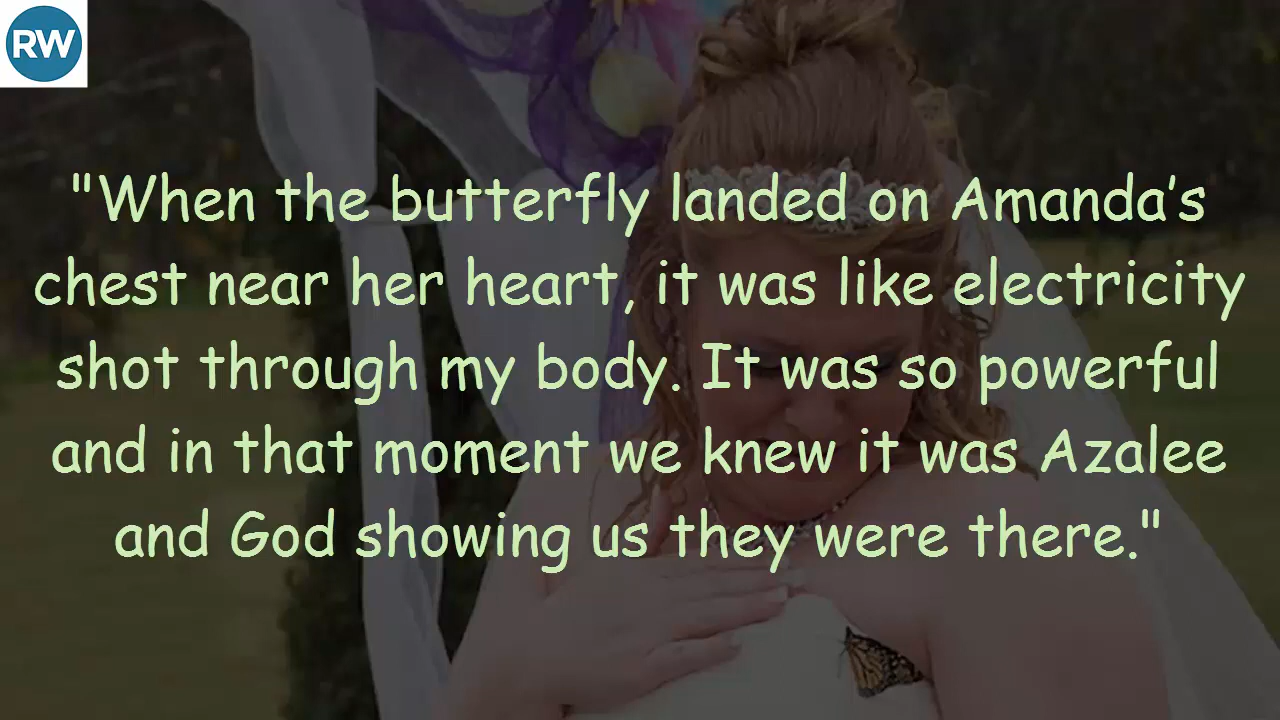 RW
"When the butterfly landed on Amanda’s
chest near her heart, it was like electricity
shot through my body. It was so powerful
and in that moment we knew it was Azalee
and God showing us they were there."